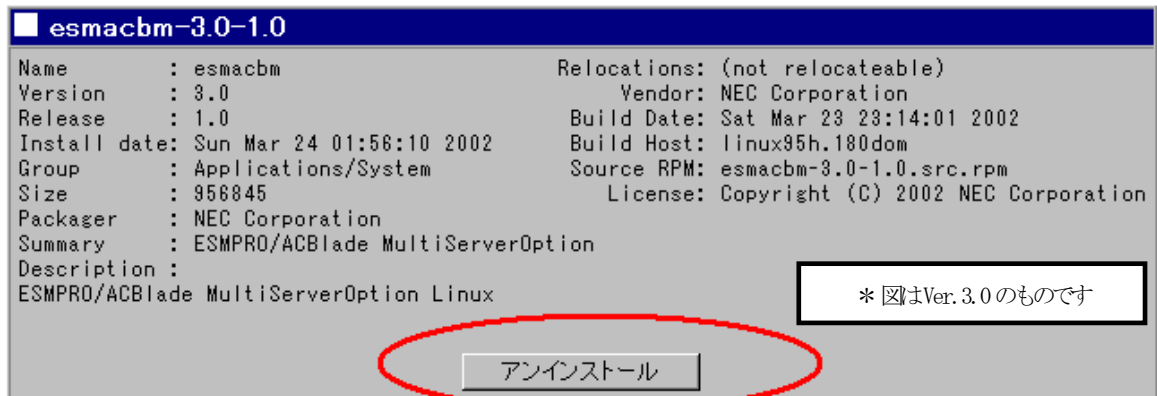 esmacbm-3.0-1.0
Name : esmacbm Relocations: (not relocateable)
Version : 3.0 Vendor: NEC Corporation
Release : 1.0 Build Date: Sat Mar 23 23:14:01 2002
Install date: Sun Mar 24 01:56:10 2002 Build Host: linux95h.180dom
Group : Applications/System Source RPM: esmacbm-3.0-1.0.src.rpm
Size : 956845 License: Copyright (C) 2002 NEC Corporation
Packager : NEC Corporation
Summary : ESMPRO/ACBlade MultiServerOption
Description :
ESMPRO/ACBlade MultiServerOption Linux
＊図はVer.3.0のものです
アンインストール